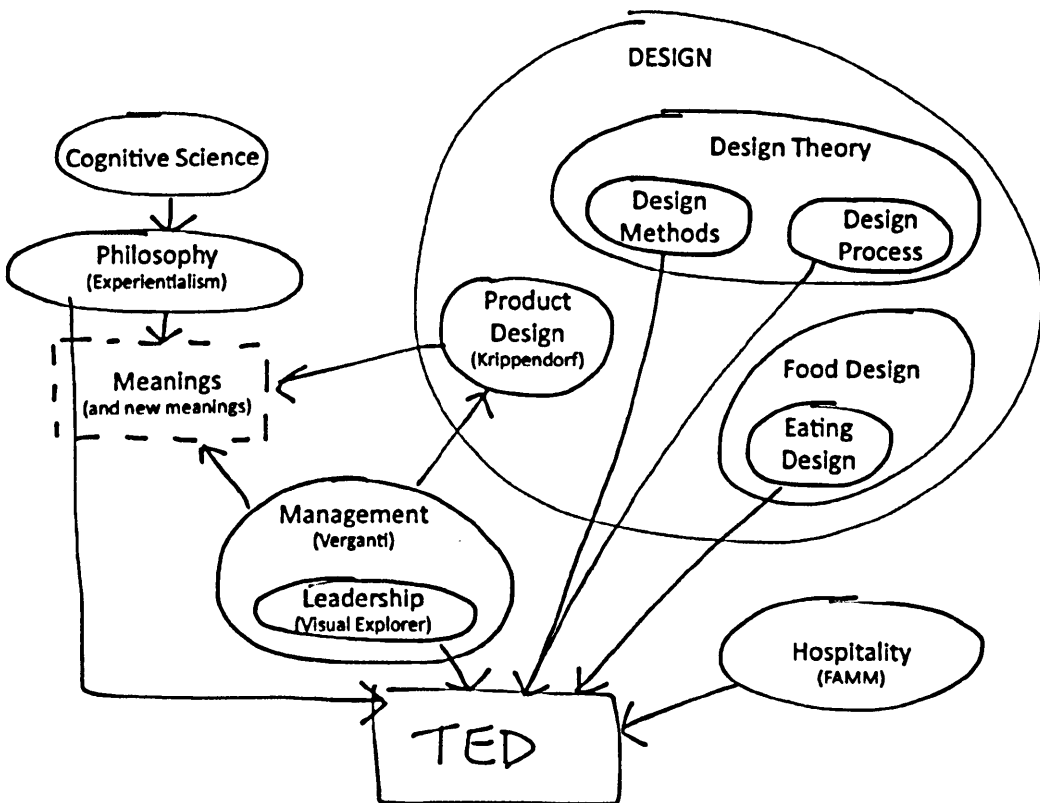 DESIGN
Cognitive Science
Design Theory
Design
Methods
Design
Process
Philosophy
(Experientialism)
Product
Design
(Krippendorf)
Meanings
(and new meanings)
Food Design
Eating
Design
Management
(Verganti)
Leadership
(Visual Explorer)
Hospitality
(FAMM)
TED